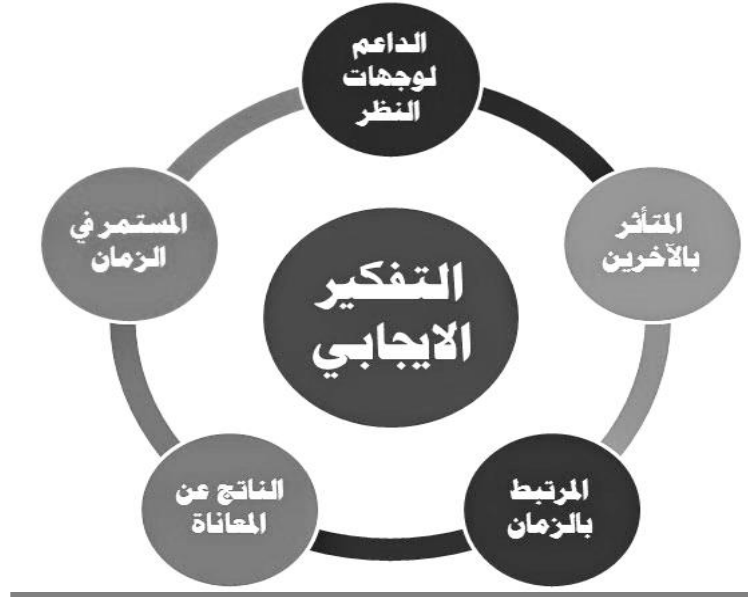 الداعم
لوجهات
النظر
المتأثر
بالآخرين
المرتبط
بالزمان
الناتج عن
المعاناة
المستمر في
الزمان
التفكير
الايجابي